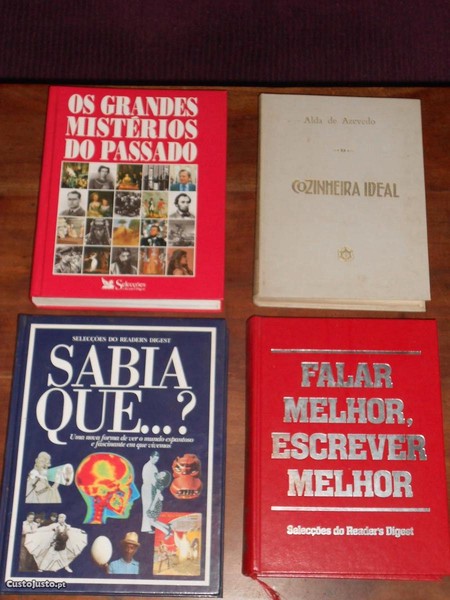 OS GRANDES
MISTÉRIOS
DO PASSADO
Selecções
Alda de Azevedo
COZINHEIRA IDEAL
SELECÇÕES DO READER'S DIGEST
SABIA
QUE...?
Uma nova forma de ver o mundo espantoso
e fascinante em que vivemos
FALAR
MELHOR,
ESCREVER
MELHOR
Selecções do Reader's Digest
CustoJusto.pt